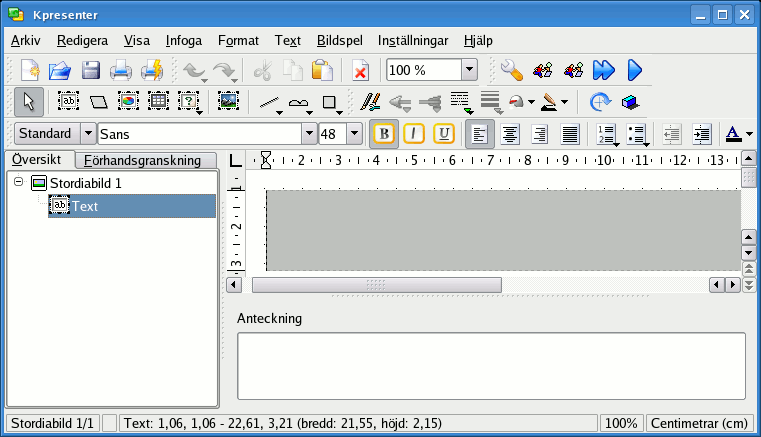 Kpresenter
Arkiv Redigera Visa Infoga Format Text Bildspel Inställningar Hjälp
100 %
Standard Sans 48 B I U A
Översikt Förhandsgranskning
Stordiabild 1
ab Text
1 2 3 4 5 6 7 8 9 10 11 12 13
1
2
3
Anteckning
Stordiabild 1/1 Text: 1,06, 1,06 - 22,61, 3,21 (bredd: 21,55, höjd: 2,15) 100% Centimetrar (cm)